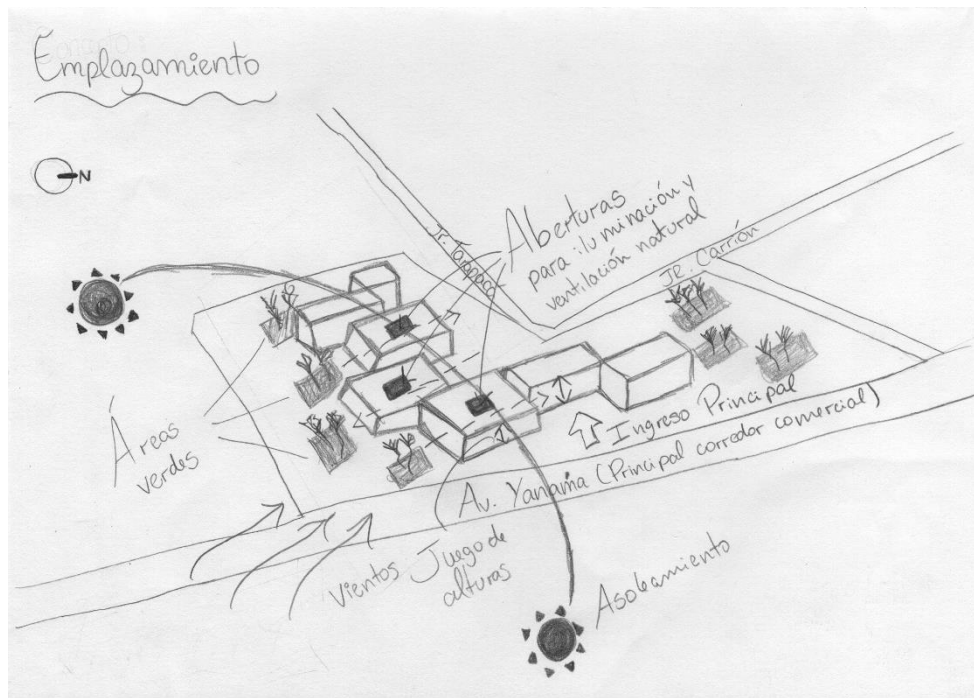 Emplazamiento
N
Jr. Tarapacá
Aberturas
para iluminación y
ventilación natural
Jr. Carrión
Áreas
verdes
Ingreso Principal
Av. Yanama (Principal corredor comercial)
Vientos
Juego de
alturas
Asoleamiento